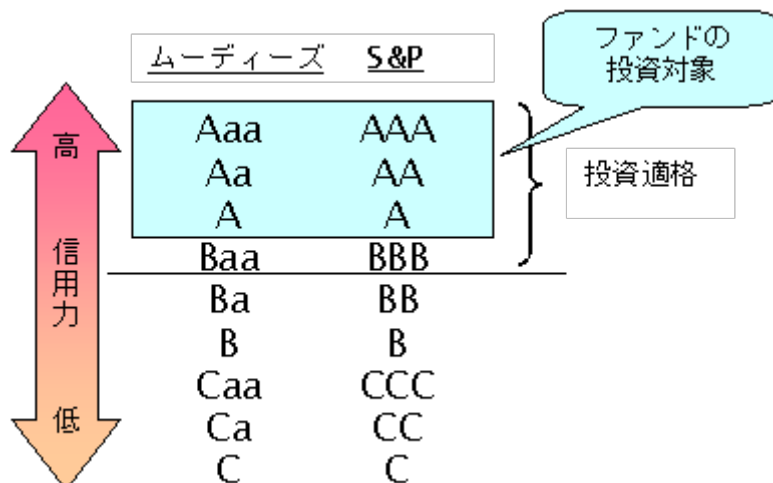 ムーディーズ S&P
ファンドの
投資対象
高
信用力
低
Aaa AAA
Aa AA
A A
Baa BBB
投資適格
Ba BB
B B
Caa CCC
Ca CC
C C